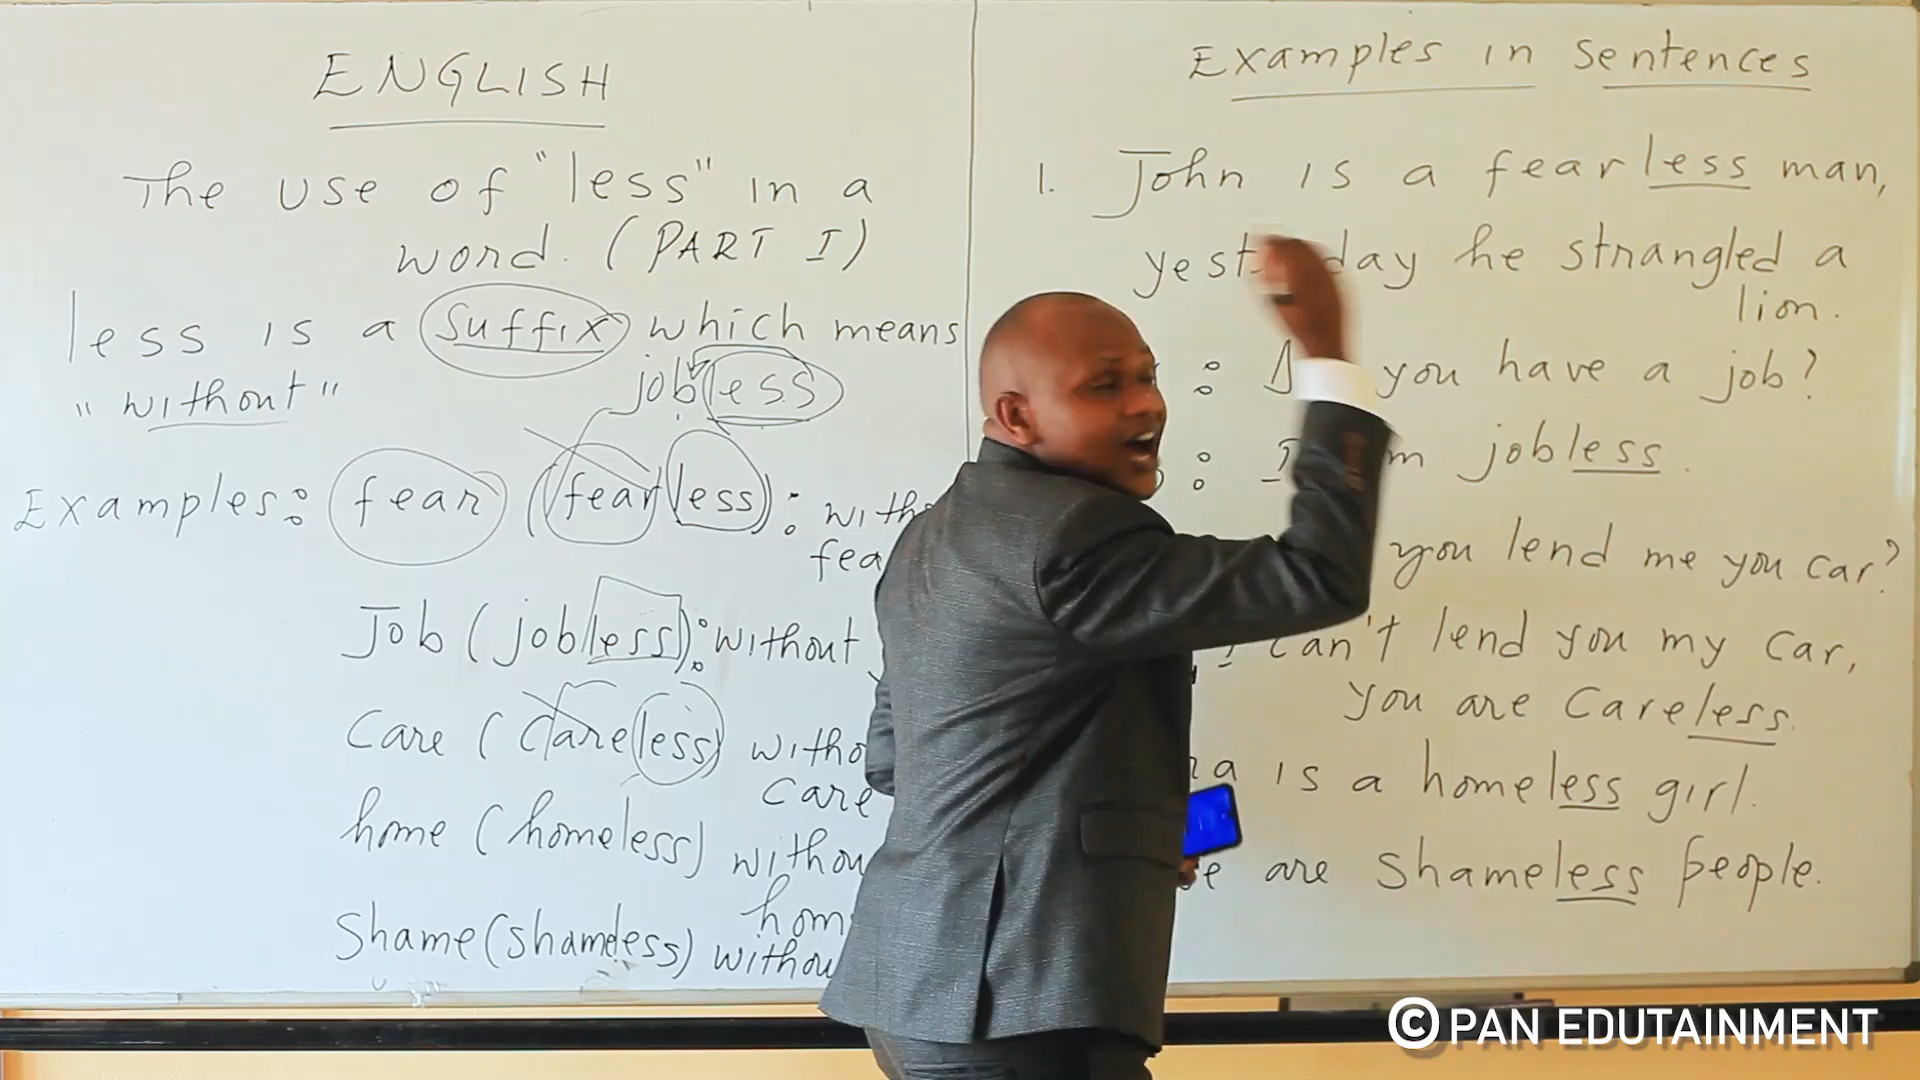 ENGLISH
The use of "less" in a
word. (PART I)
less is a suffix which means
"without"
jobless
Examples: fear (fearless): with
fea
Job (jobless): without
Care (Careless) witho
Care
home (homeless) withou
hom
Shame (shameless) withou
Examples in Sentences
1. John is a fearless man,
yest day he strangled a
lion.
: D you have a job?
: I m jobless.
you lend me you car?
I can't lend you my car,
you are Careless.
ra is a homeless girl.
e are shameless people.
© PAN EDUTAINMENT